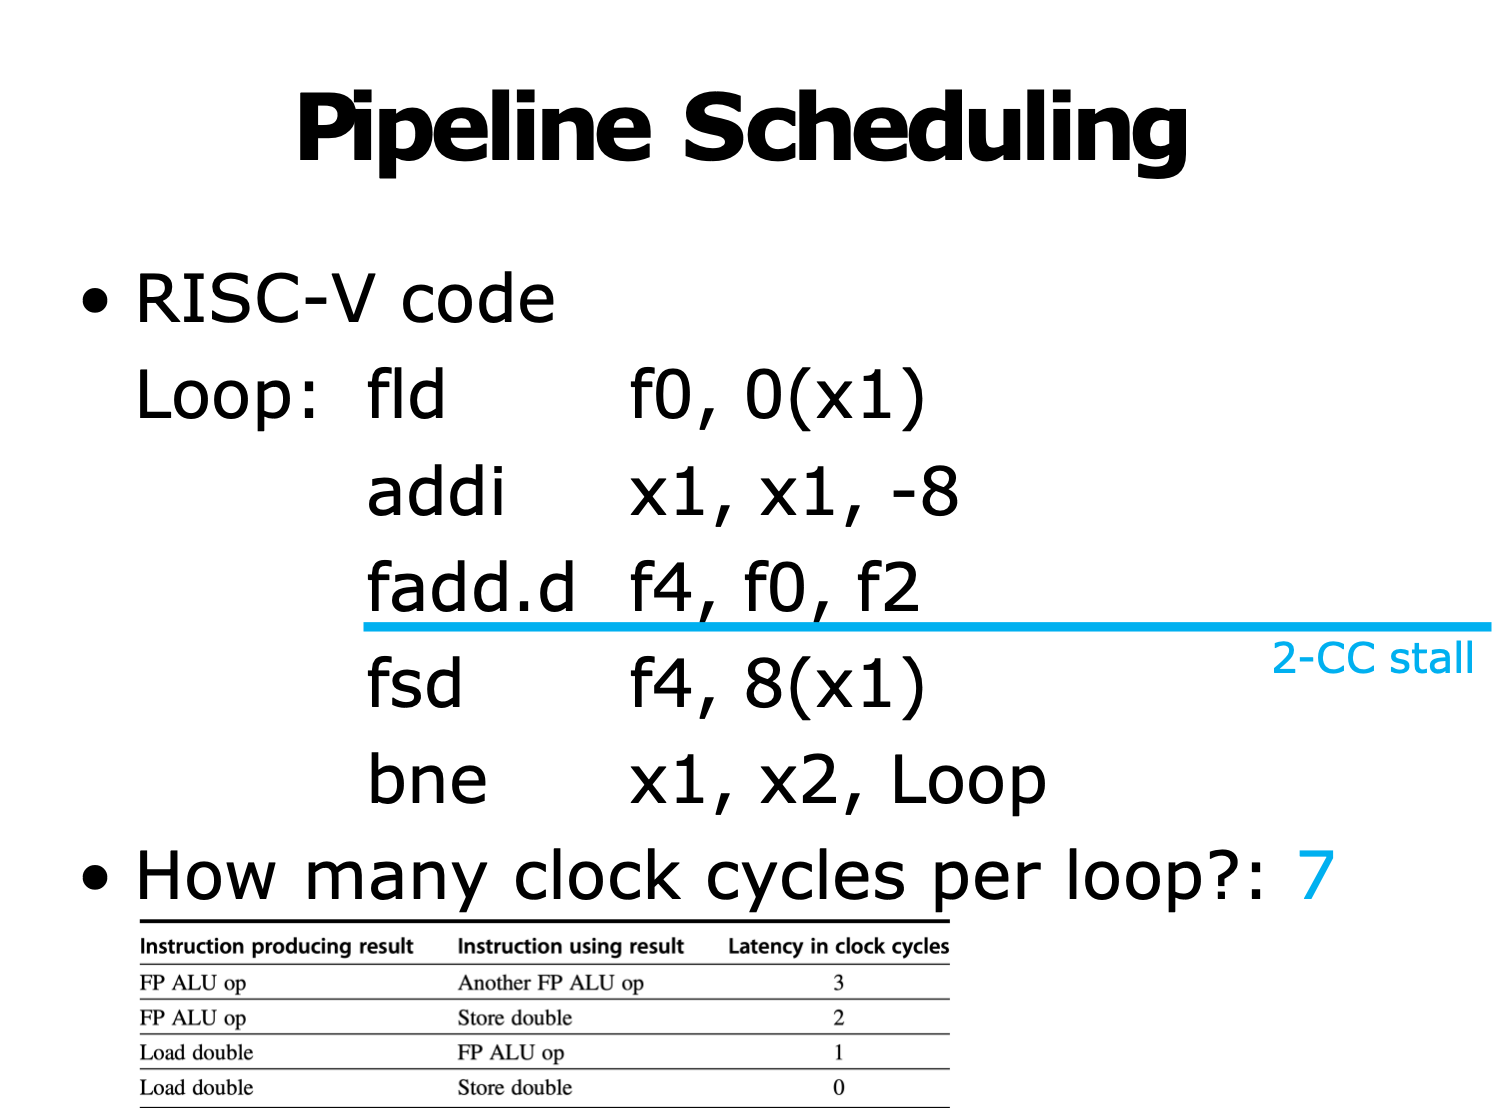 Pipeline Scheduling
• RISC-V code
Loop: fld f0, 0(x1)
addi x1, x1, -8
fadd.d f4, f0, f2
2-CC stall
fsd f4, 8(x1)
bne x1, x2, Loop
• How many clock cycles per loop?: 7
Instruction producing result Instruction using result Latency in clock cycles
FP ALU op Another FP ALU op 3
FP ALU op Store double 2
Load double FP ALU op 1
Load double Store double 0